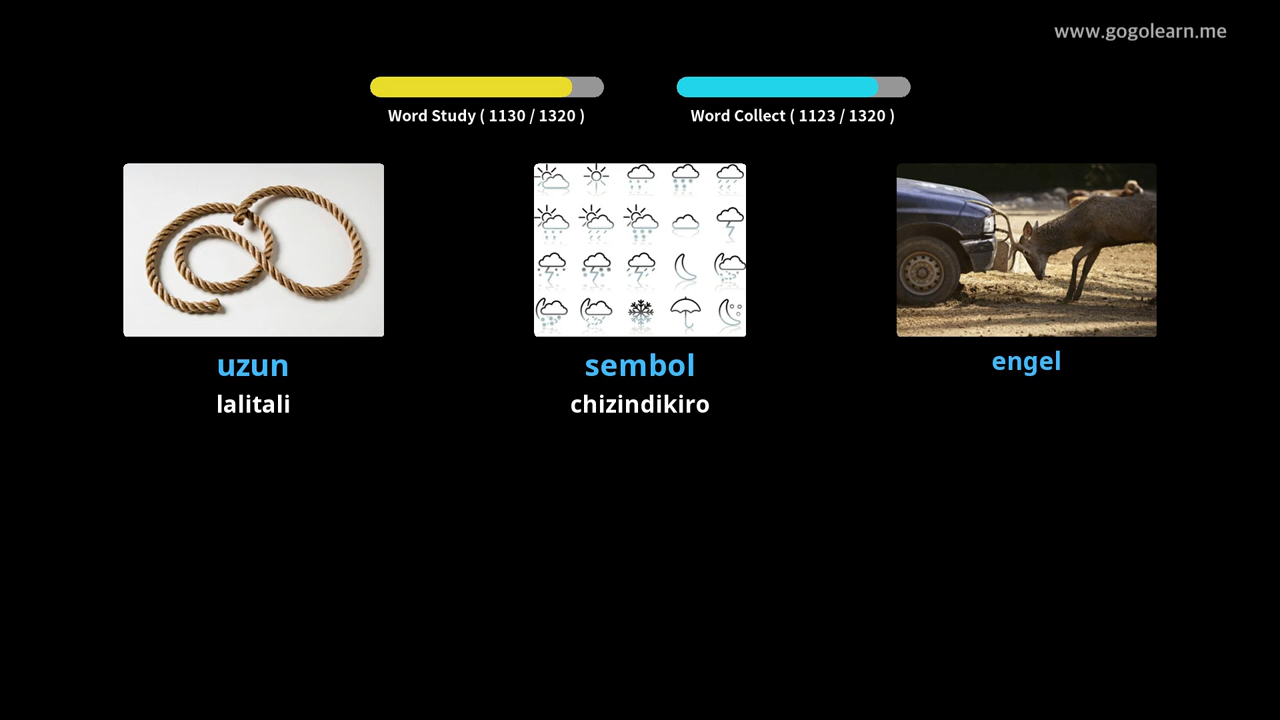 www.gogolearn.me
Word Study ( 1130 / 1320 )
Word Collect ( 1123 / 1320 )
uzun
lalitali
sembol
chizindikiro
engel